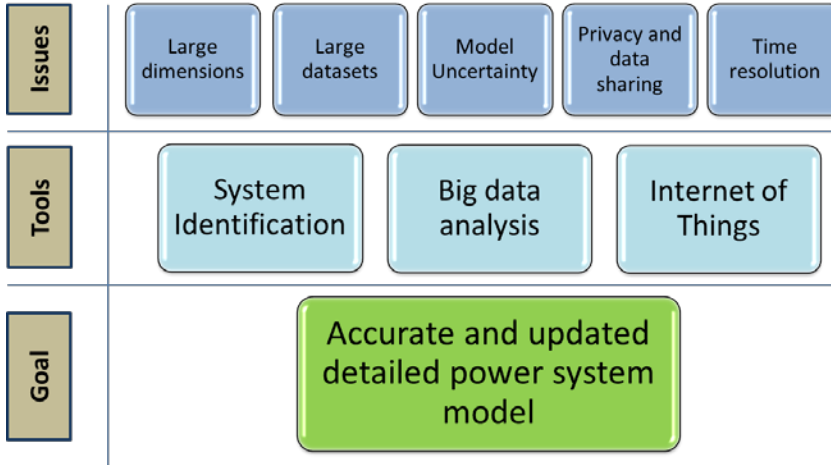 Issues
Large
dimensions
Large
datasets
Model
Uncertainty
Privacy and
data
sharing
Time
resolution
Tools
System
Identification
Big data
analysis
Internet of
Things
Goal
Accurate and updated
detailed power system
model